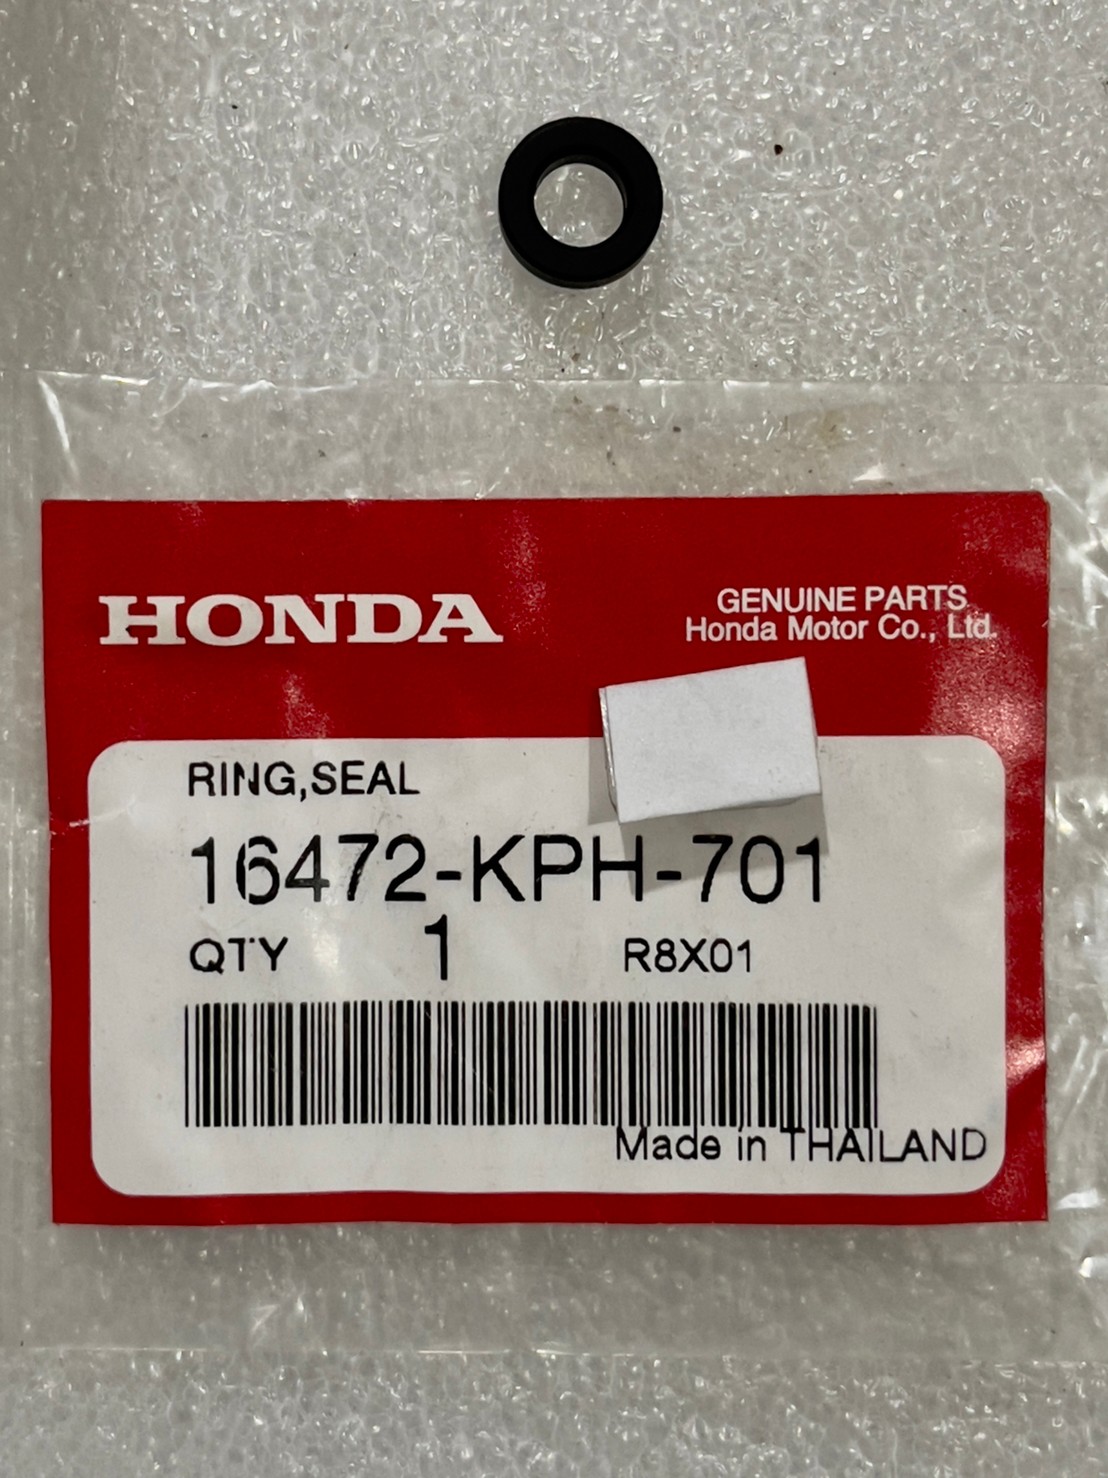 HONDA
GENUINE PARTS
Honda Motor Co., Ltd.
RING,SEAL
16472-KPH-701
QTY 1 R8X01
Made in THAILAND